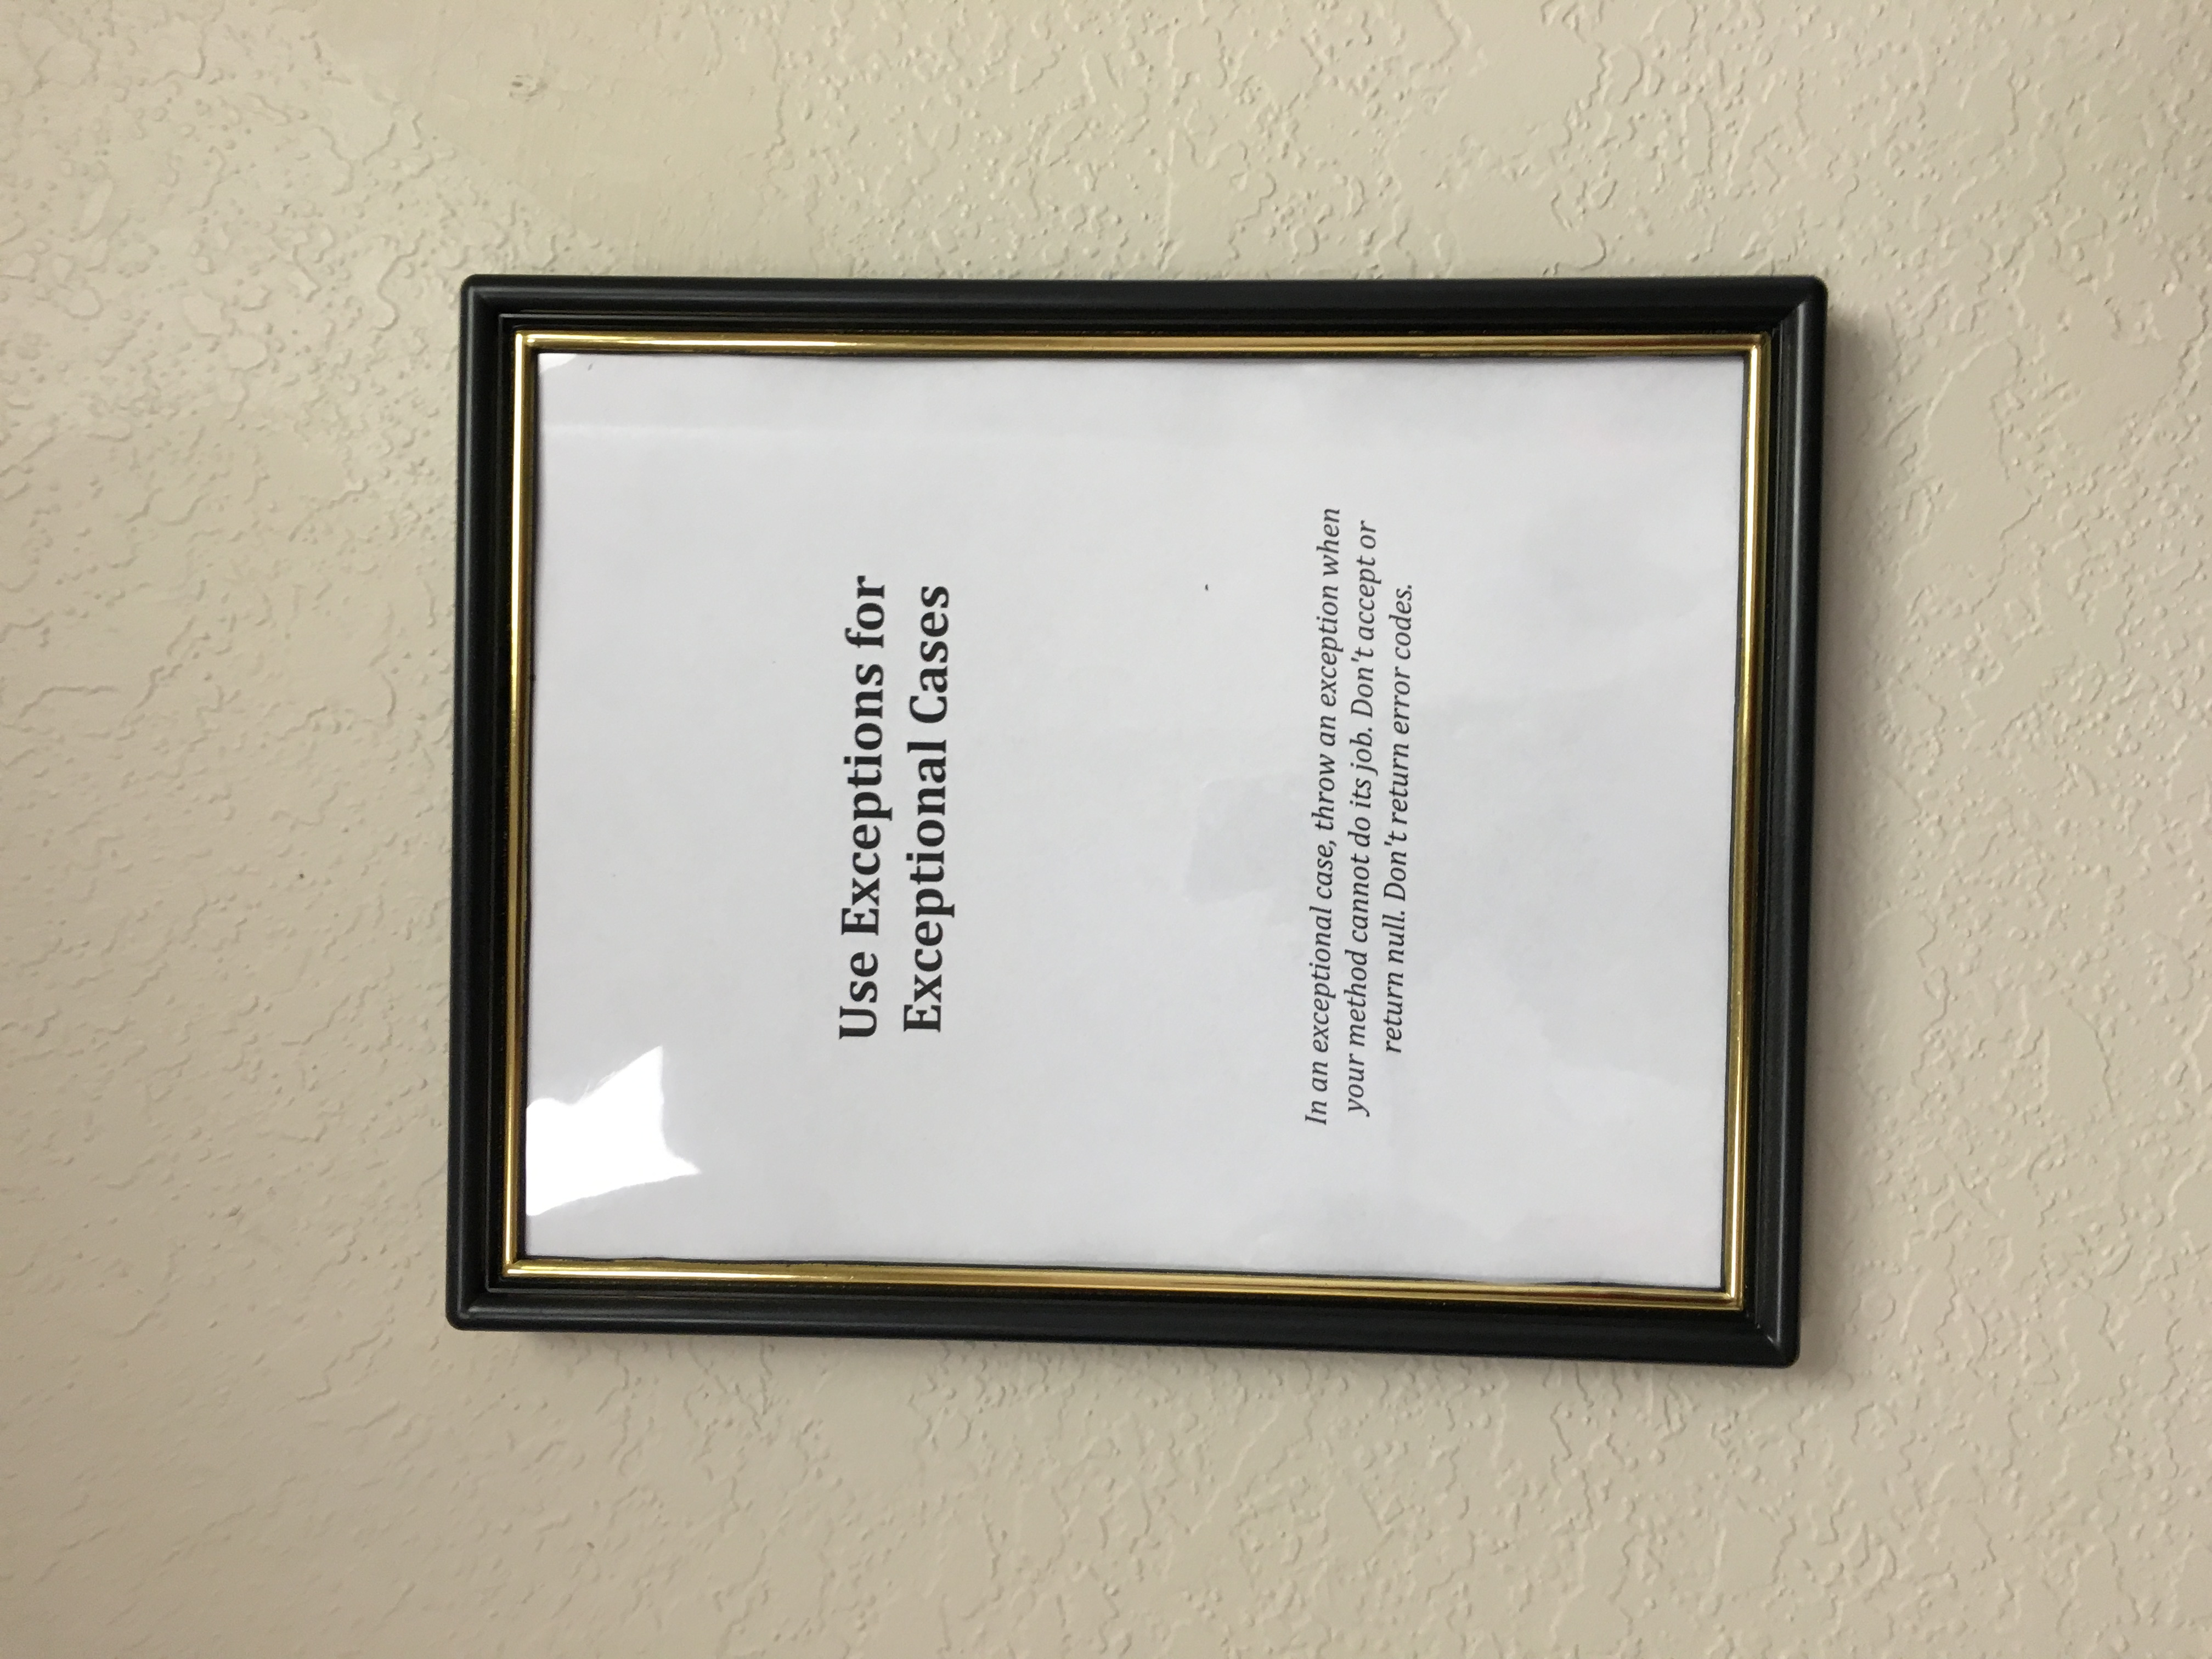 Use Exceptions for
Exceptional Cases
In an exceptional case, throw an exception when
your method cannot do its job. Don't accept or
return null. Don't return error codes.